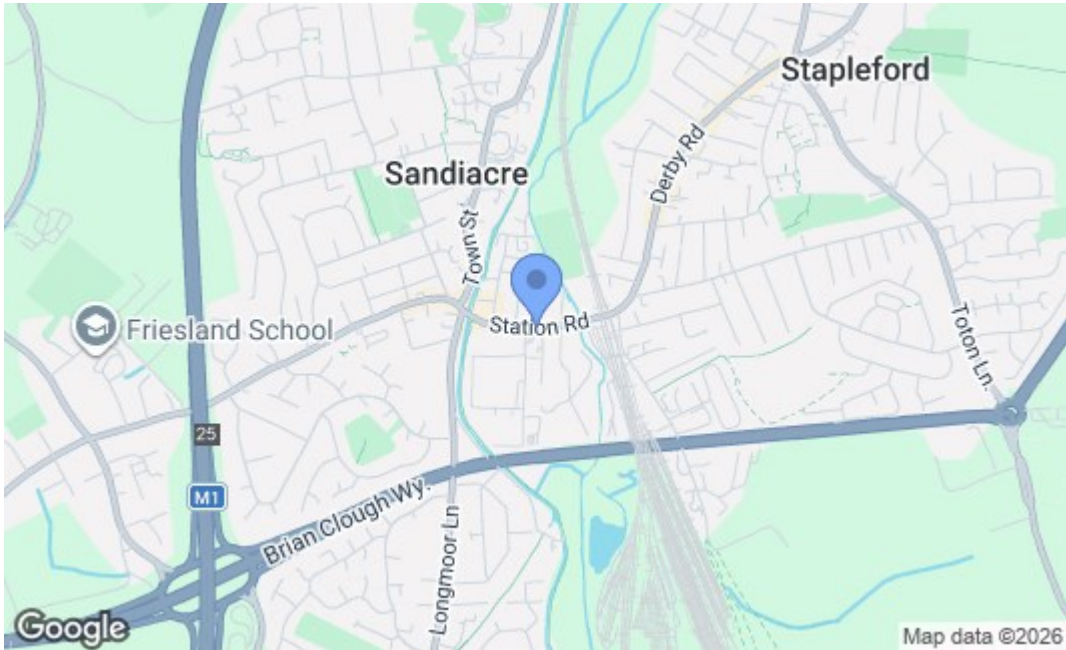 Stapleford
Derby Rd
Sandiacre
Town St
Station Rd
Friesland School
Toton Ln.
25
M1
Brian Clough Wy.
Longmoor Ln
Google
Map data ©2026